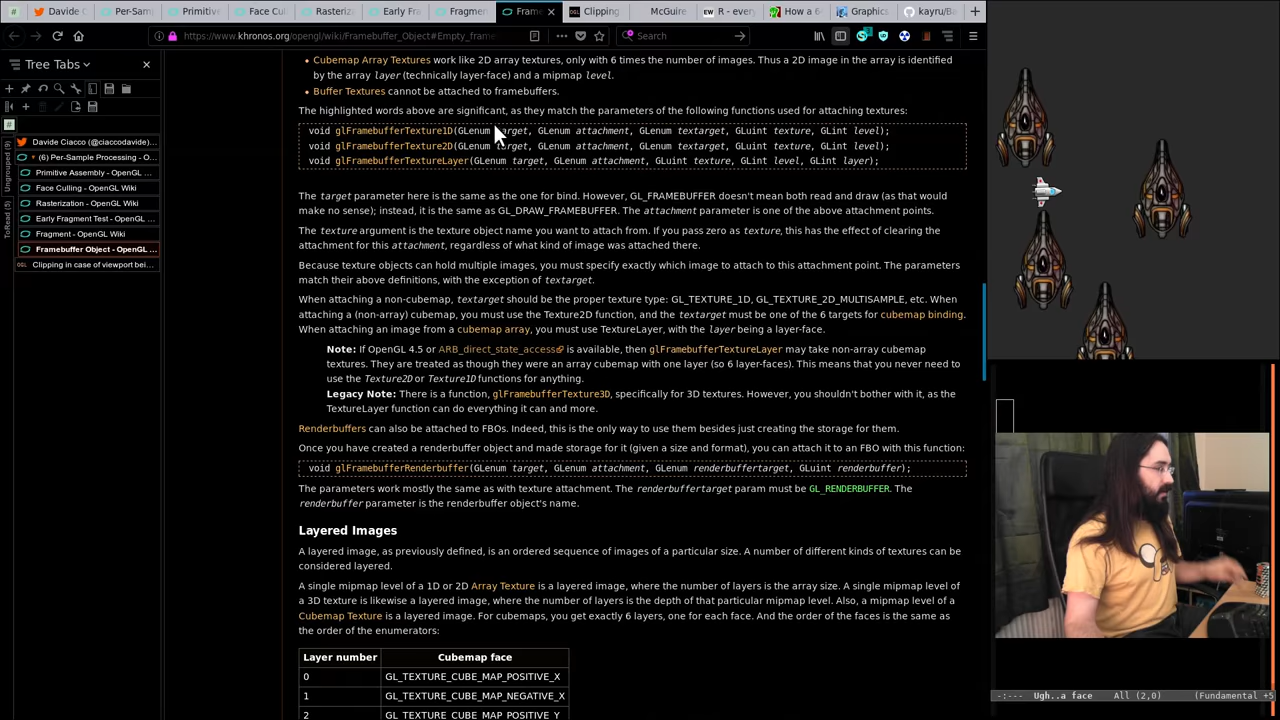 Davide C
Per-Samp
Primitive
Face Cul
Rasteriz
Early Fra
Fragmen
Frame
Clipping
McGuire
R - every
How a 6
Graphics
kayru/Be
https://www.khronos.org/opengl/wiki/Framebuffer_Object#Empty_frame
Search
Tree Tabs
Ungrouped (9)
ToRead (5)
Davide Ciacco (@ciaccodavide)...
(6) Per-Sample Processing - O...
Primitive Assembly - OpenGL ...
Face Culling - OpenGL Wiki
Rasterization - OpenGL Wiki
Early Fragment Test - OpenGL ...
Fragment - OpenGL Wiki
Framebuffer Object - OpenGL ...
Clipping in case of viewport bei...
Cubemap Array Textures work like 2D array textures, only with 6 times the number of images. Thus a 2D image in the array is identified
by the array layer (technically layer-face) and a mipmap level.
Buffer Textures cannot be attached to framebuffers.
The highlighted words above are significant, as they match the parameters of the following functions used for attaching textures:
void glFramebufferTexture1D(GLenum target, GLenum attachment, GLenum textarget, GLuint texture, GLint level);
void glFramebufferTexture2D(GLenum target, GLenum attachment, GLenum textarget, GLuint texture, GLint level);
void glFramebufferTextureLayer(GLenum target, GLenum attachment, GLuint texture, GLint level, GLint layer);
The target parameter here is the same as the one for bind. However, GL_FRAMEBUFFER doesn't mean both read and draw (as that would
make no sense); instead, it is the same as GL_DRAW_FRAMEBUFFER. The attachment parameter is one of the above attachment points.
The texture argument is the texture object name you want to attach from. If you pass zero as texture, this has the effect of clearing the
attachment for this attachment, regardless of what kind of image was attached there.
Because texture objects can hold multiple images, you must specify exactly which image to attach to this attachment point. The parameters
match their above definitions, with the exception of textarget.
When attaching a non-cubemap, textarget should be the proper texture type: GL_TEXTURE_1D, GL_TEXTURE_2D_MULTISAMPLE, etc. When
attaching a (non-array) cubemap, you must use the Texture2D function, and the textarget must be one of the 6 targets for cubemap binding.
When attaching an image from a cubemap array, you must use TextureLayer, with the layer being a layer-face.
Note: If OpenGL 4.5 or ARB_direct_state_access is available, then glFramebufferTextureLayer may take non-array cubemap
textures. They are treated as though they were an array cubemap with one layer (so 6 layer-faces). This means that you never need to
use the Texture2D or Texture1D functions for anything.
Legacy Note: There is a function, glFramebufferTexture3D, specifically for 3D textures. However, you shouldn't bother with it, as the
TextureLayer function can do everything it can and more.
Renderbuffers can also be attached to FBOs. Indeed, this is the only way to use them besides just creating the storage for them.
Once you have created a renderbuffer object and made storage for it (given a size and format), you can attach it to an FBO with this function:
void glFramebufferRenderbuffer(GLenum target, GLenum attachment, GLenum renderbuffertarget, GLuint renderbuffer);
The parameters work mostly the same as with texture attachment. The renderbuffertarget param must be GL_RENDERBUFFER. The
renderbuffer parameter is the renderbuffer object's name.
Layered Images
A layered image, as previously defined, is an ordered sequence of images of a particular size. A number of different kinds of textures can be
considered layered.
A single mipmap level of a 1D or 2D Array Texture is a layered image, where the number of layers is the array size. A single mipmap level of
a 3D texture is likewise a layered image, where the number of layers is the depth of that particular mipmap level. Also, a mipmap level of a
Cubemap Texture is a layered image. For cubemaps, you get exactly 6 layers, one for each face. And the order of the faces is the same as
the order of the enumerators:
Layer number Cubemap face
0 GL_TEXTURE_CUBE_MAP_POSITIVE_X
1 GL_TEXTURE_CUBE_MAP_NEGATIVE_X
2 GL_TEXTURE_CUBE_MAP_POSITIVE_Y
-:--- Ugh..a face All (2,0) (Fundamental +5